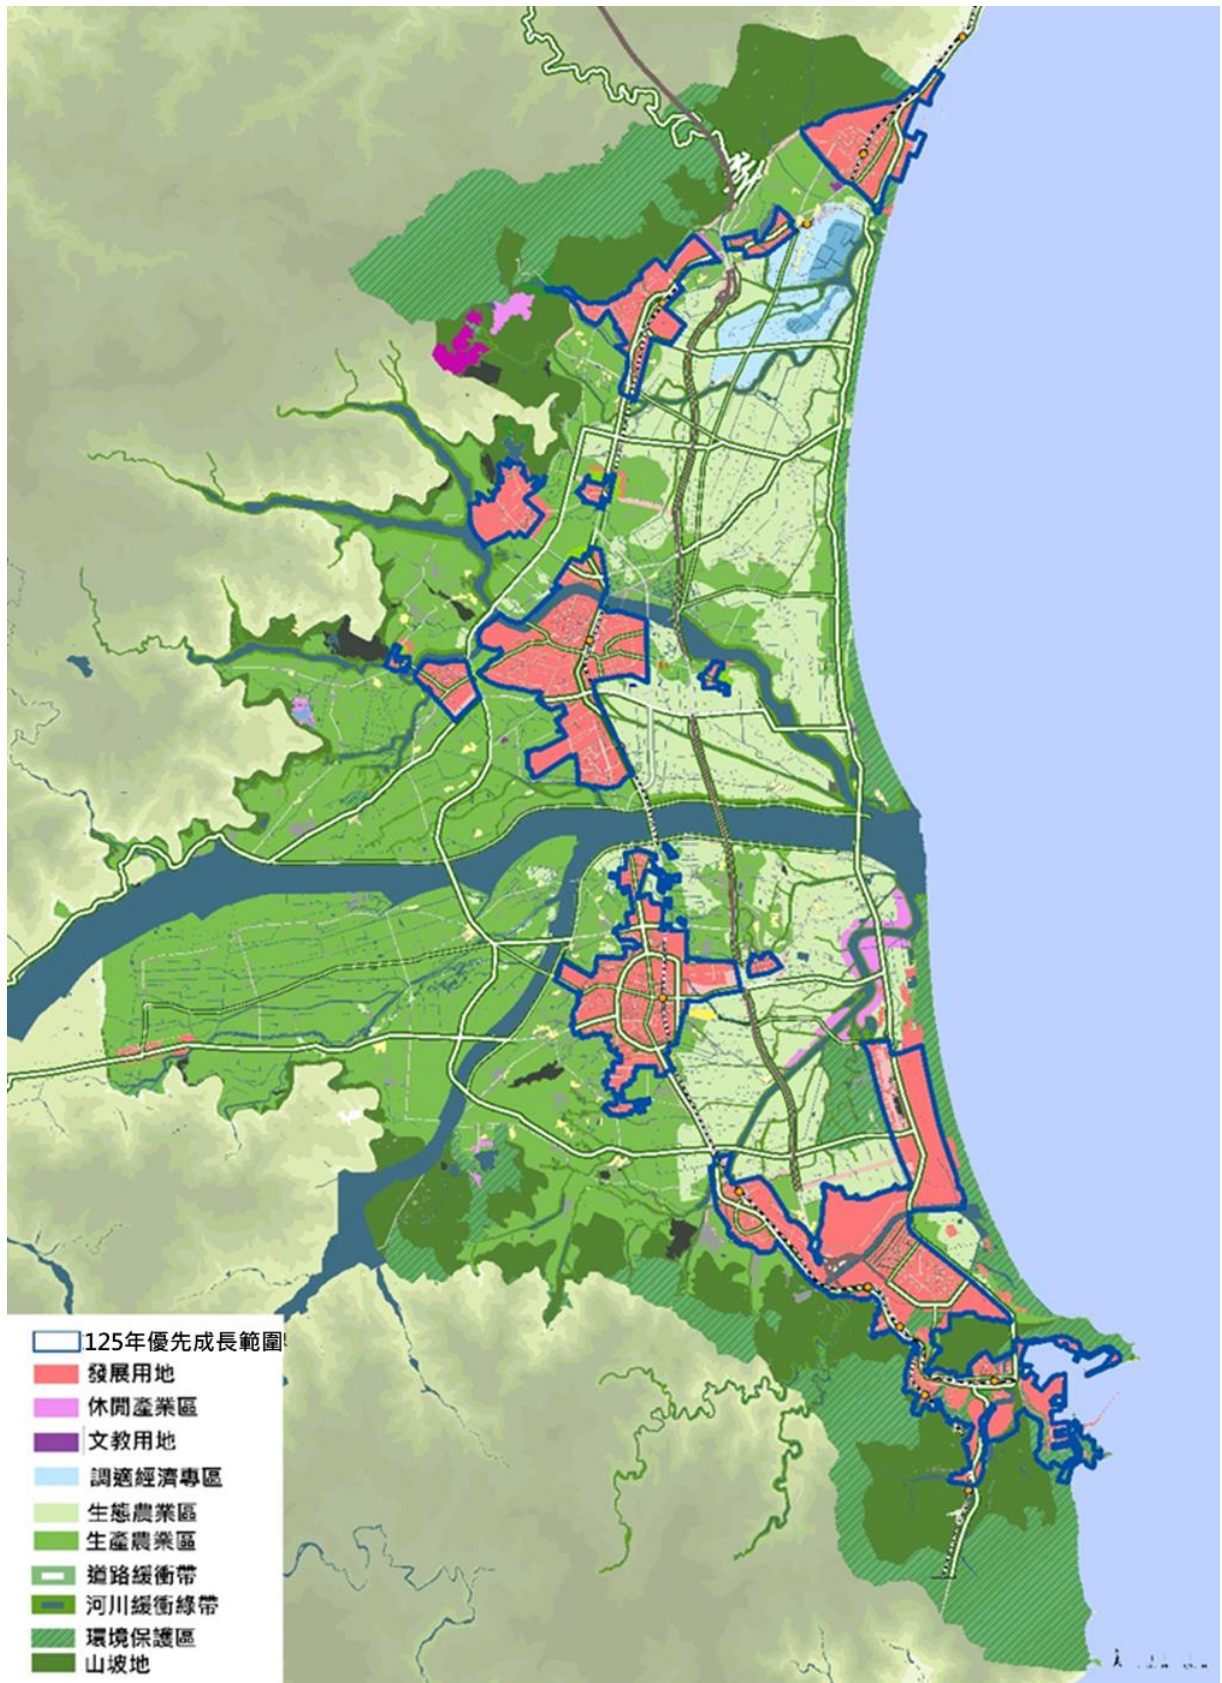 125年優先成長範圍
發展用地
休閒產業區
文教用地
調適經濟專區
生態農業區
生產農業區
道路緩衝帶
河川緩衝綠帶
環境保護區
山坡地